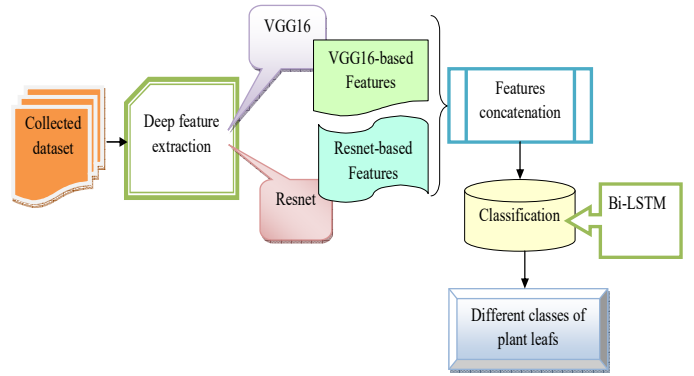 VGG16
VGG16-based
Features
Features
concatenation
Collected
dataset
Deep feature
extraction
Resnet-based
Features
Resnet
Classification
Bi-LSTM
Different classes of
plant leafs